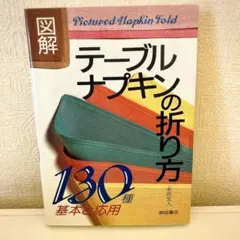 Pictured Napkin Fold
図解
テーブル
ナプキンの折り方
130種
基本と応用